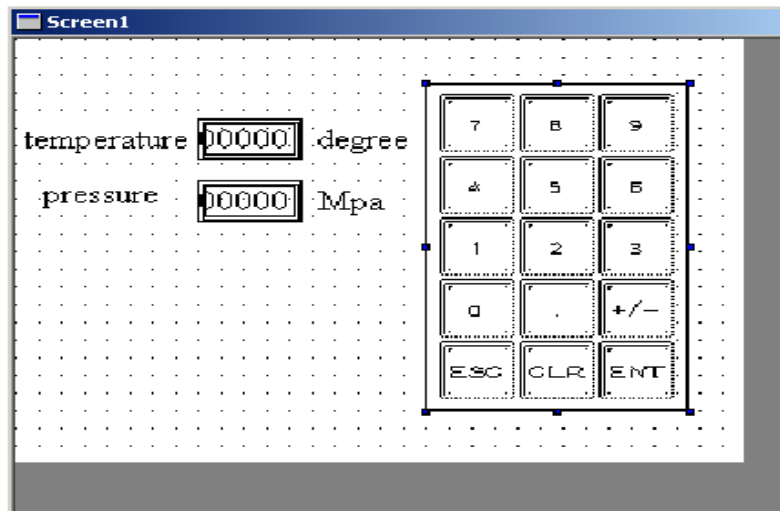 Screen1
temperature 00000 degree
pressure 00000 Mpa
7 8 9
4 5 6
1 2 3
0 . +/-
ESC CLR ENT